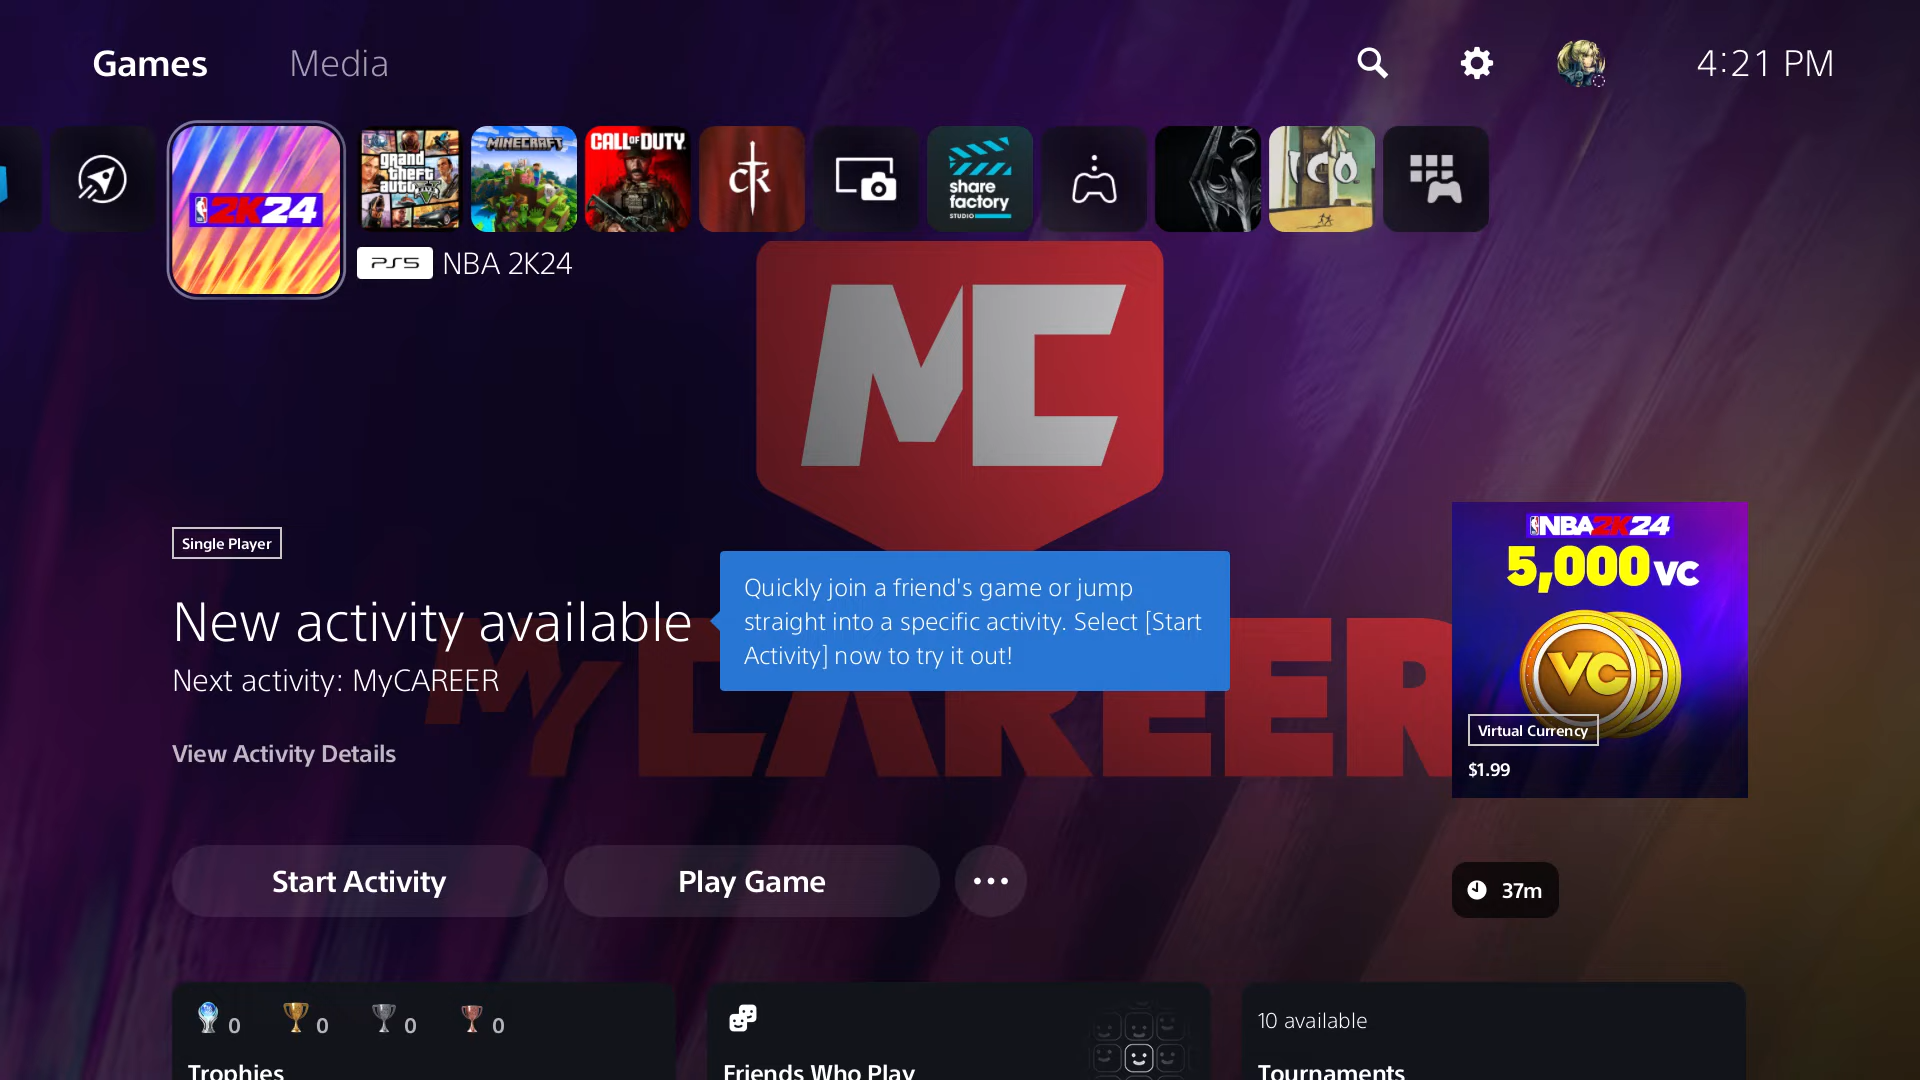 Games
Media
4:21 PM
2K24
grand
theft
auto
V
MINECRAFT
CALL OF DUTY
ck
share
factory
STUDIO
ICO
PS5
NBA 2K24
MC
Single Player
New activity available
Next activity: MyCAREER
View Activity Details
Quickly join a friend's game or jump
straight into a specific activity. Select [Start
Activity] now to try it out!
MyCAREER
NBA 2K24
5,000 VC
VC
Virtual Currency
$1.99
Start Activity
Play Game
37m
0
0
0
0
Trophies
Friends Who Play
10 available
Tournaments